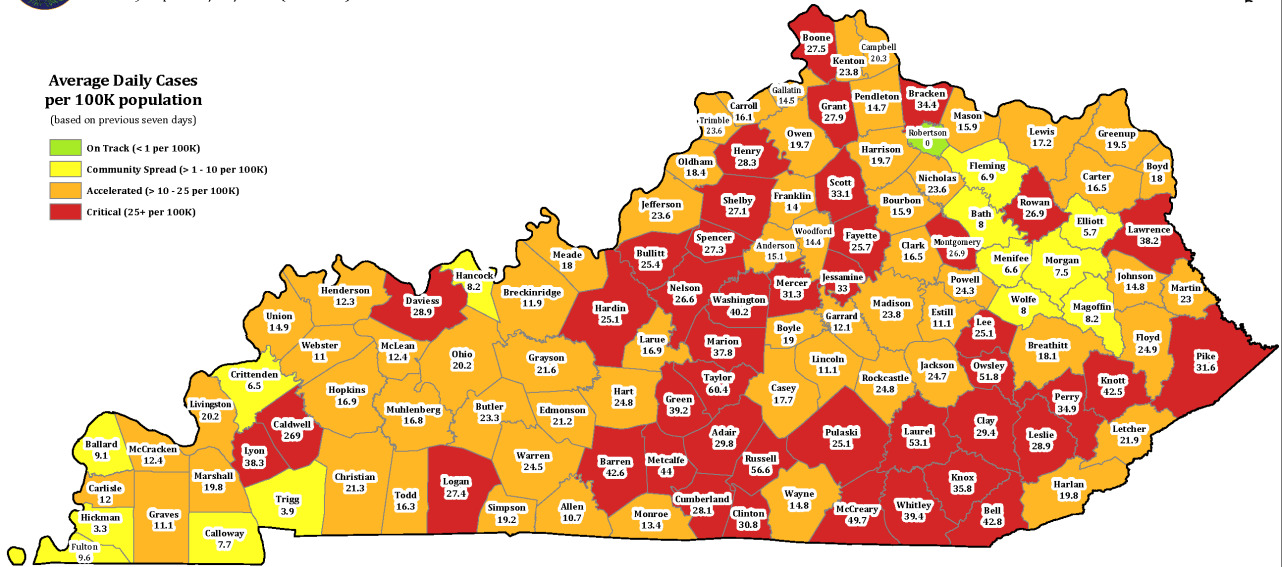 Average Daily Cases
per 100K population
(based on previous seven days)
On Track (< 1 per 100K)
Community Spread (> 1 - 10 per 100K)
Accelerated (> 10 - 25 per 100K)
Critical (25+ per 100K)
Boone
27.5
Kenton
23.8
Campbell
20.3
Gallatin
14.5
Carroll
16.1
Trimble
23.6
Grant
27.9
Pendleton
14.7
Bracken
34.4
Mason
15.9
Robertson
0
Lewis
17.2
Greenup
19.5
Boyd
18
Carter
16.5
Owen
19.7
Henry
28.3
Oldham
18.4
Harrison
19.7
Fleming
6.9
Nicholas
23.6
Scott
33.1
Shelby
27.1
Franklin
14
Bourbon
15.9
Jefferson
23.6
Bath
8
Rowan
26.9
Elliott
5.7
Lawrence
38.2
Spencer
27.3
Anderson
15.1
Woodford
14.4
Fayette
25.7
Clark
16.5
Montgomery
26.9
Menifee
6.6
Morgan
7.5
Bullitt
25.4
Meade
18
Hancock
8.2
Breckinridge
11.9
Henderson
12.3
Daviess
28.9
Union
14.9
Nelson
26.6
Washington
40.2
Mercer
31.3
Jessamine
33
Powell
24.3
Johnson
14.8
Martin
23
Wolfe
8
Magoffin
8.2
Hardin
25.1
Madison
23.8
Garrard
12.1
Estill
11.1
Lee
25.1
Boyle
19
Larue
16.9
Marion
37.8
Webster
11
McLean
12.4
Ohio
20.2
Grayson
21.6
Lincoln
11.1
Rockcastle
24.8
Jackson
24.7
Owsley
51.8
Breathitt
18.1
Floyd
24.9
Pike
31.6
Knott
42.5
Perry
34.9
Crittenden
6.5
Hopkins
16.9
Livingston
20.2
Caldwell
269
Muhlenberg
16.8
Butler
23.3
Edmonson
21.2
Hart
24.8
Green
39.2
Taylor
60.4
Casey
17.7
Adair
29.8
Pulaski
25.1
Laurel
53.1
Clay
29.4
Leslie
28.9
Letcher
21.9
Harlan
19.8
Ballard
9.1
McCracken
12.4
Lyon
38.3
Marshall
19.8
Carlisle
12
Hickman
3.3
Fulton
9.6
Graves
11.1
Calloway
7.7
Trigg
3.9
Christian
21.3
Todd
16.3
Logan
27.4
Simpson
19.2
Warren
24.5
Allen
10.7
Barren
42.6
Metcalfe
44
Monroe
13.4
Cumberland
28.1
Clinton
30.8
Russell
56.6
Wayne
14.8
McCreary
49.7
Whitley
39.4
Knox
35.8
Bell
42.8